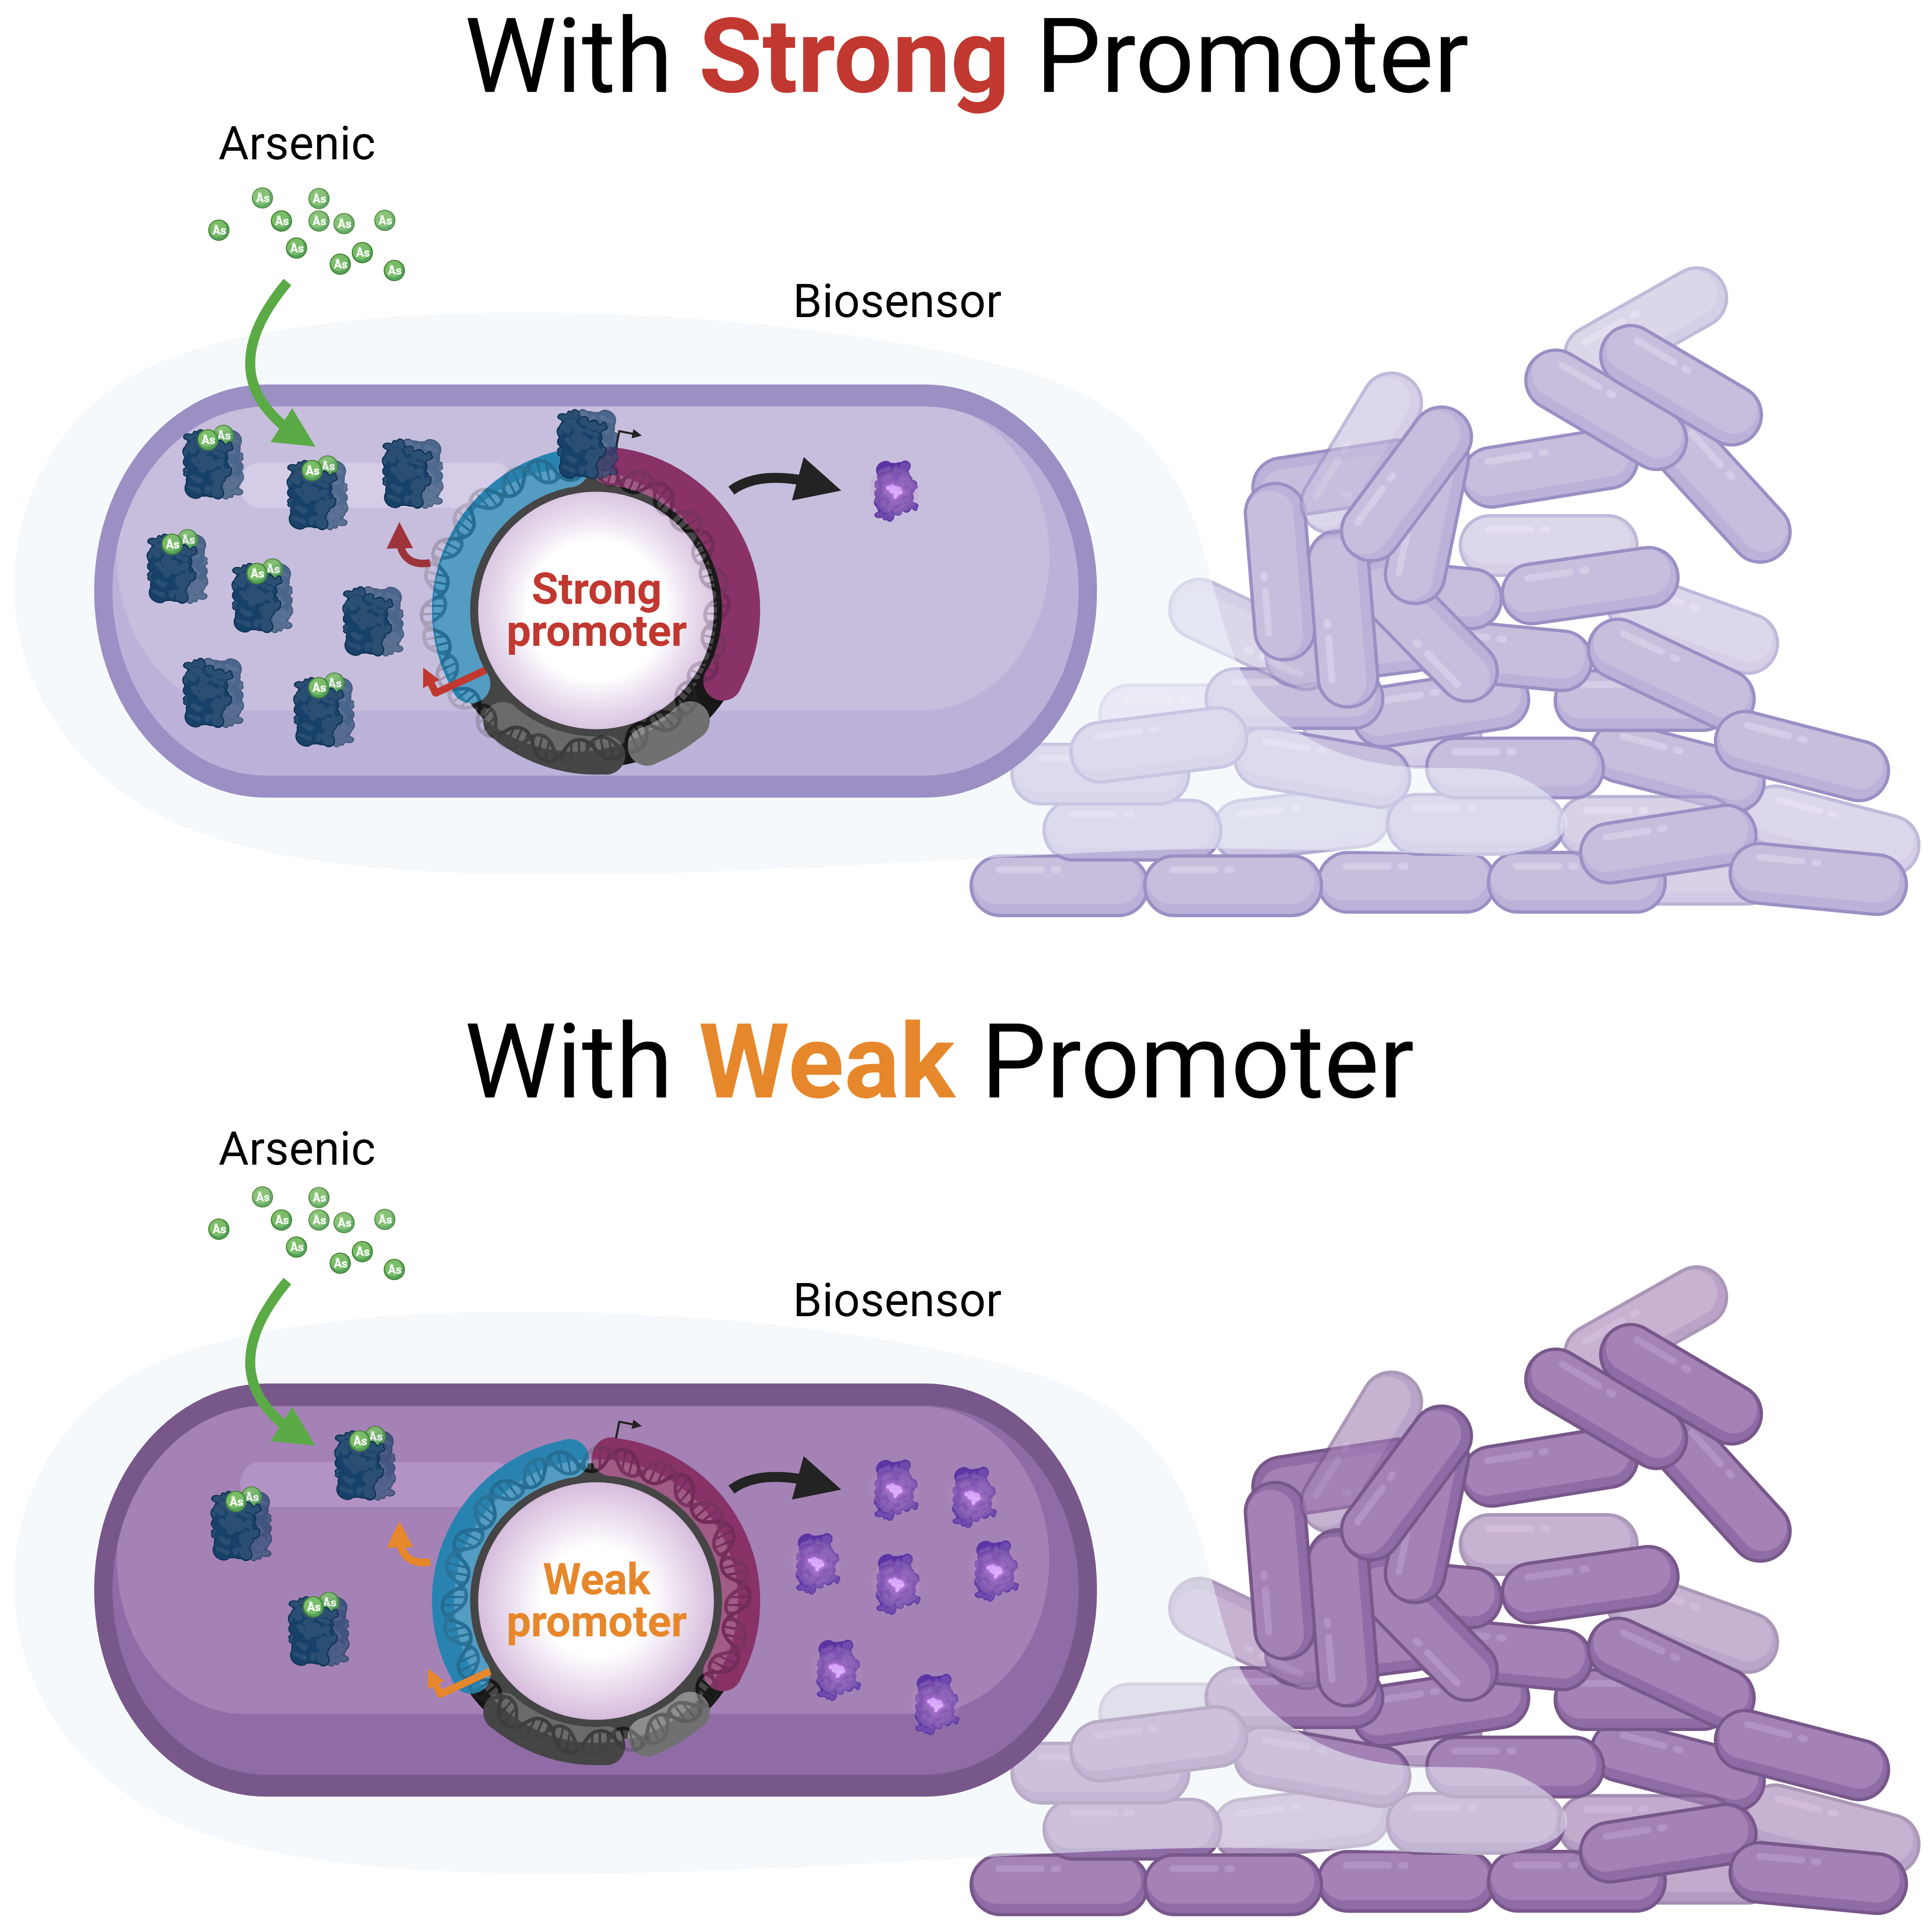 With Strong Promoter
Arsenic
As As
As As As As
As
As As
As
As
Biosensor
As As
As As
As As
As As
As As
Strong
promoter
With Weak Promoter
Arsenic
As As
As As As As
As
As As
As
As
Biosensor
As As
As As
As As
Weak
promoter